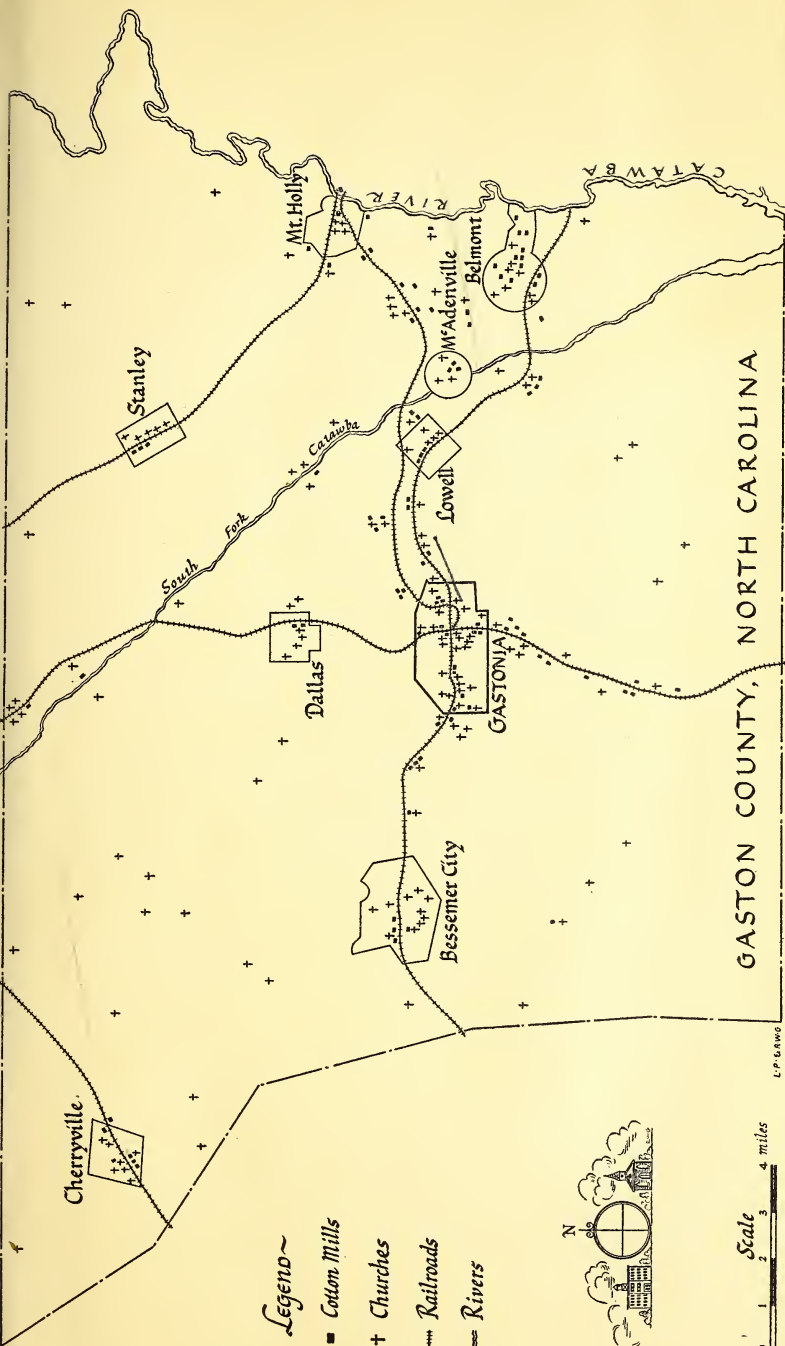 Cherryville
Stanley
Mt. Holly
South Fork Catawba
RIVER
CATAWBA
Dallas
McAdenville
Belmont
Lowell
GASTONIA
Bessemer City
LEGEND~
Cotton Mills
Churches
Railroads
Rivers
N
Scale
1 2 3 4 miles
GASTON COUNTY, NORTH CAROLINA
L.P. & R.W.O